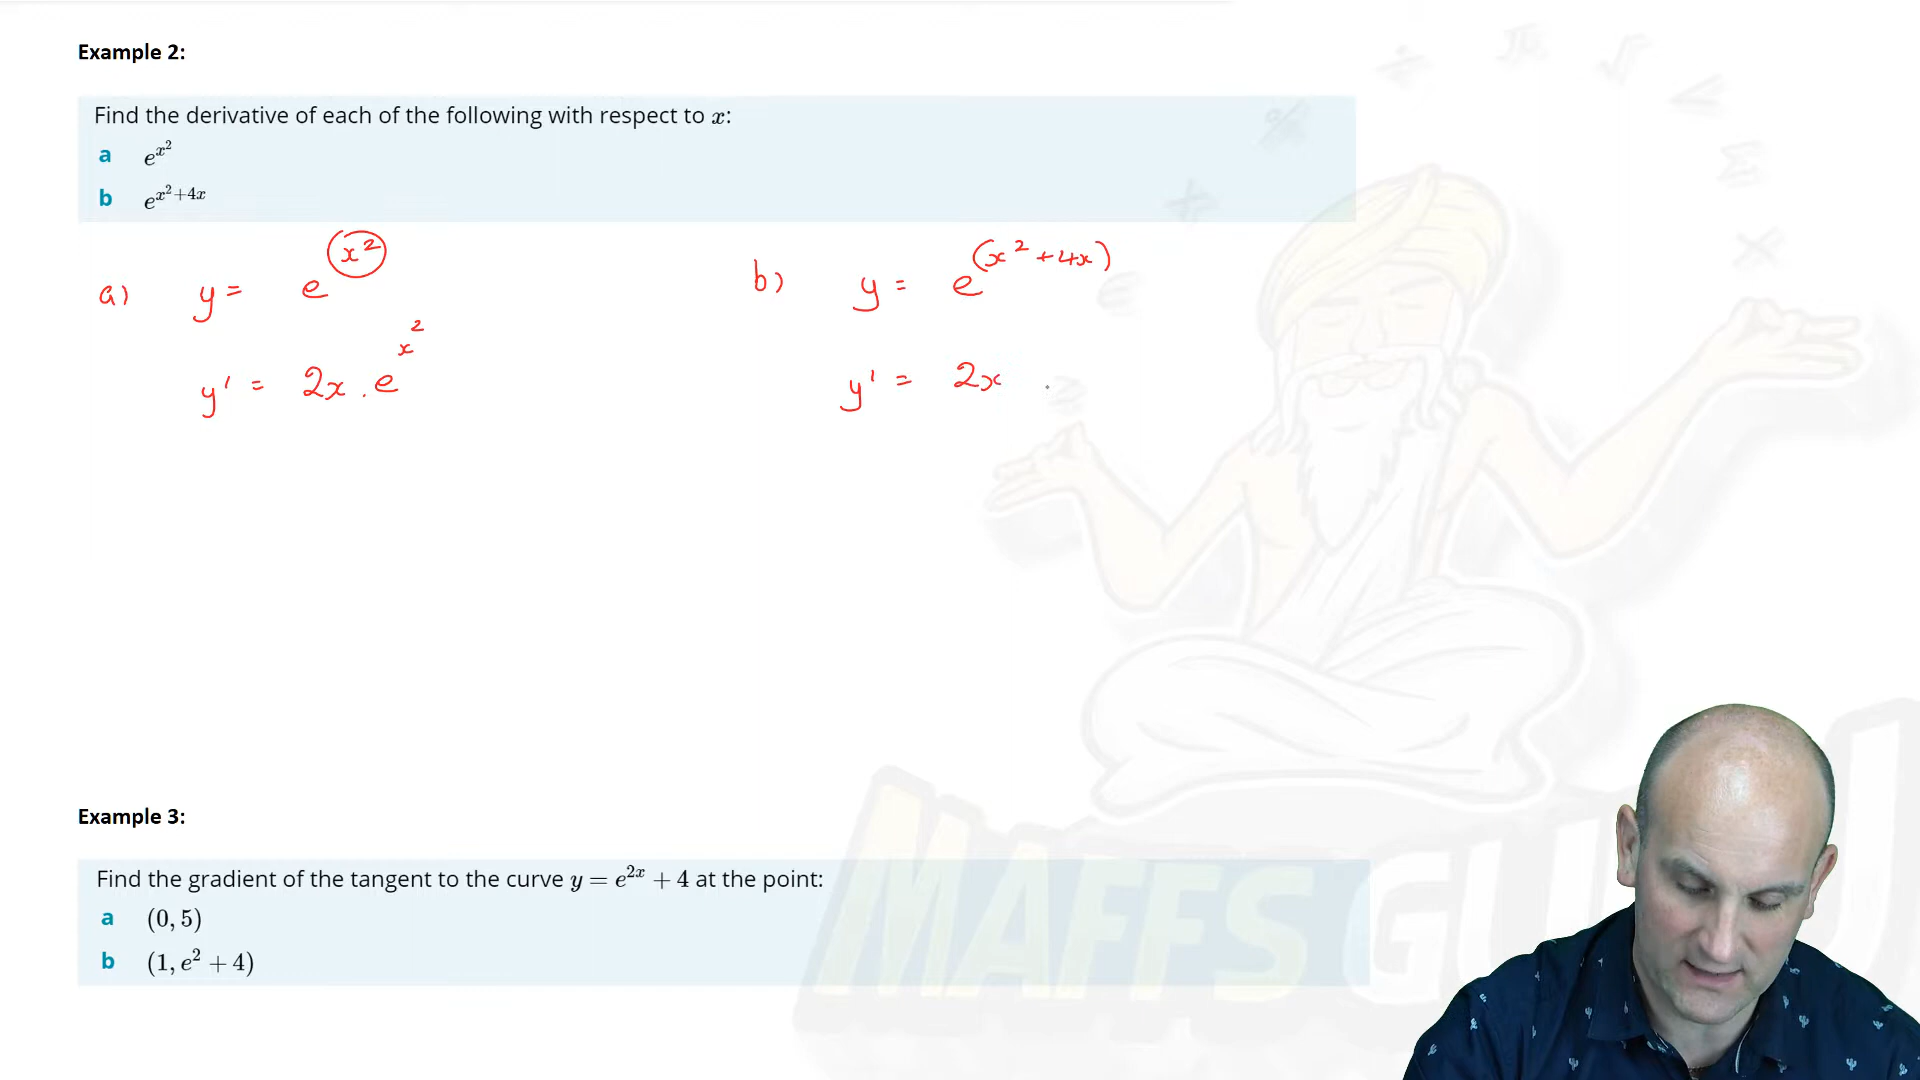 Example 2:
Find the derivative of each of the following with respect to x:
a e^{x^2}
b e^{x^2+4x}
a) y = e^{x^2}
y' = 2x . e^{x^2}
b) y = e^{(x^2 + 4x)}
y' = 2x
Example 3:
Find the gradient of the tangent to the curve y = e^{2x} + 4 at the point:
a (0, 5)
b (1, e^2 + 4)
MAFFS GURU